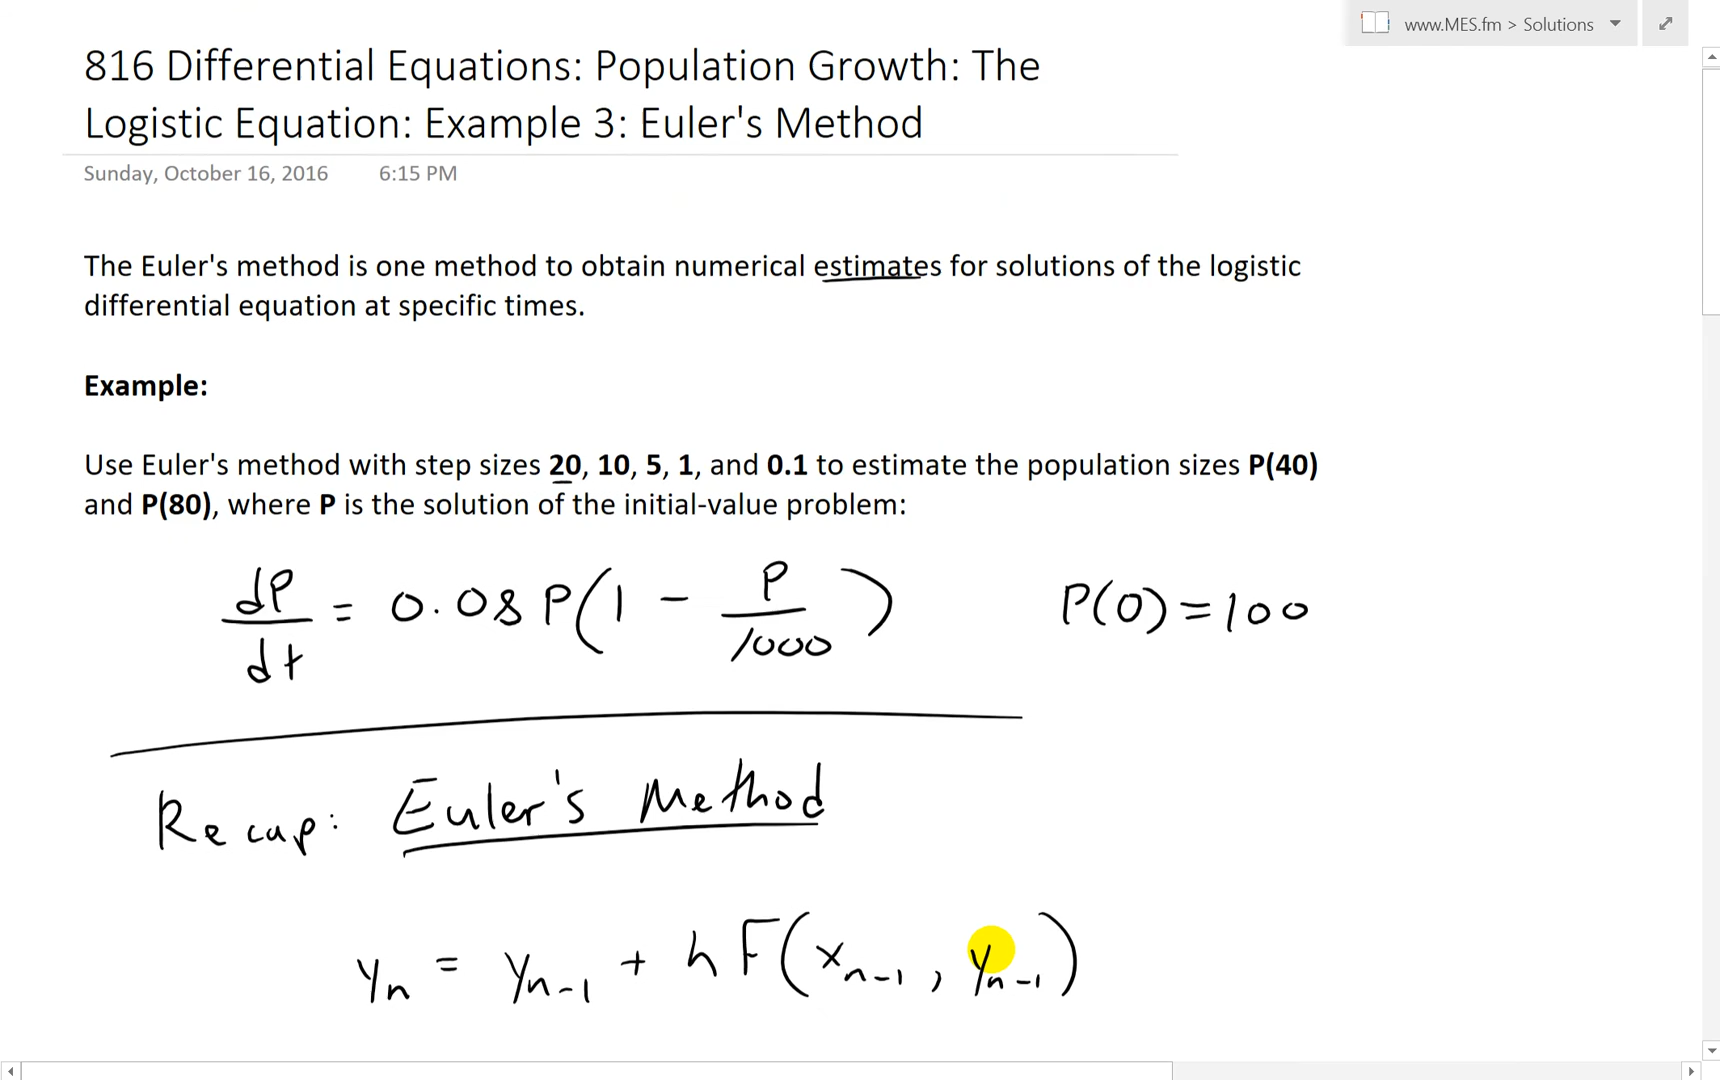 www.MES.fm > Solutions
816 Differential Equations: Population Growth: The
Logistic Equation: Example 3: Euler's Method
Sunday, October 16, 2016 6:15 PM
The Euler's method is one method to obtain numerical estimates for solutions of the logistic
differential equation at specific times.
Example:
Use Euler's method with step sizes 20, 10, 5, 1, and 0.1 to estimate the population sizes P(40)
and P(80), where P is the solution of the initial-value problem:
dP/dt = 0.08P(1 - P/1000) P(0)=100
Recap: Euler's Method
yₙ = yₙ₋₁ + hF(xₙ₋₁, yₙ₋₁)